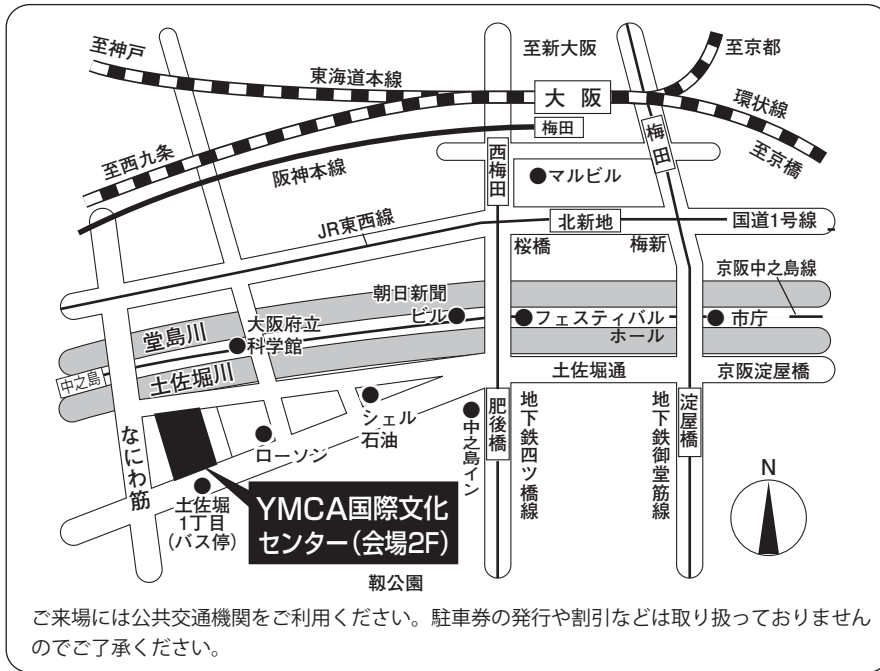 至神戸
東海道本線
至新大阪
至京都
大阪
環状線
梅田
梅田
至京橋
至西九条
阪神本線
西梅田
マルビル
JR東西線
北新地
国道1号線
桜橋
梅新
京阪中之島線
朝日新聞
ビル
フェスティバル
ホール
市庁
堂島川
大阪府立
科学館
中之島
土佐堀川
土佐堀通
京阪淀屋橋
なにわ筋
シェル
石油
ローソン
中之島イン
肥後橋
地下鉄四ツ橋線
地下鉄御堂筋線
淀屋橋
N
土佐堀
1丁目
(バス停)
YMCA国際文化
センター(会場2F)
靱公園
ご来場には公共交通機関をご利用ください。駐車券の発行や割引などは取り扱っておりません
のでご了承ください。